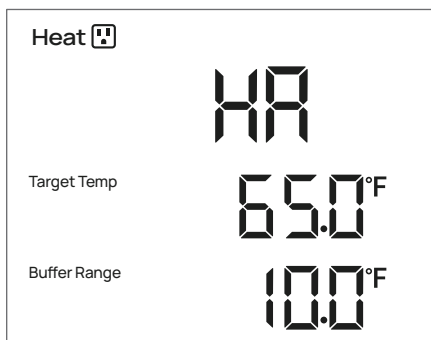 Heat
HA
Target Temp
65.0°F
Buffer Range
10.0°F